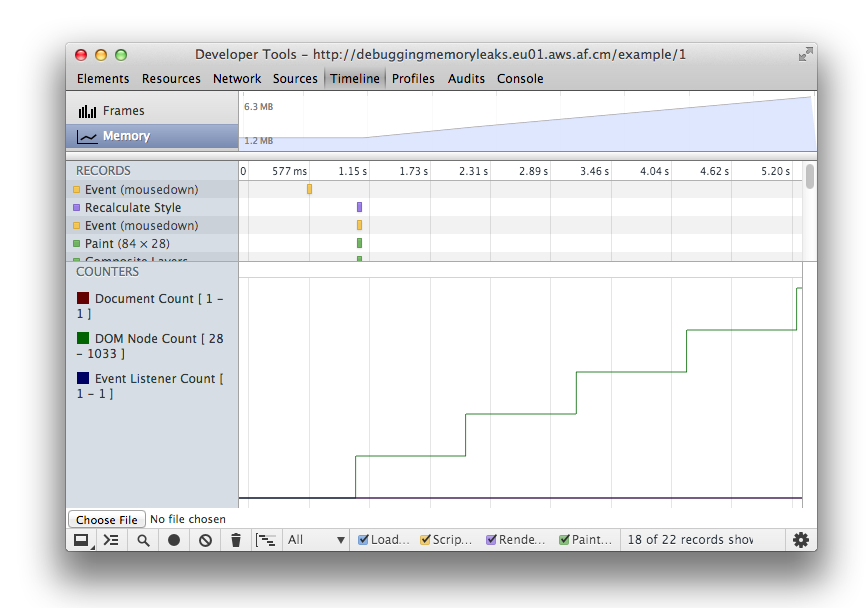 Developer Tools – http://debuggingmemoryleaks.eu01.aws.af.cm/example/1
Elements Resources Network Sources Timeline Profiles Audits Console
Frames
Memory
6.3 MB
1.2 MB
RECORDS
0 577 ms 1.15 s 1.73 s 2.31 s 2.89 s 3.46 s 4.04 s 4.62 s 5.20 s
Event (mousedown)
Recalculate Style
Event (mousedown)
Paint (84 × 28)
Composite Layers
COUNTERS
Document Count [ 1 –
1 ]
DOM Node Count [ 28
– 1033 ]
Event Listener Count [
1 – 1 ]
Choose File No file chosen
All Load... Scrip... Rende... Paint... 18 of 22 records show